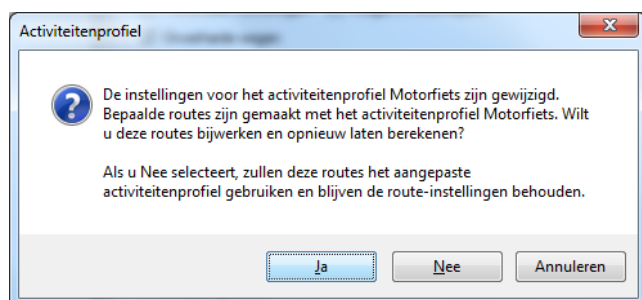 Activiteitenprofiel
De instellingen voor het activiteitenprofiel Motorfiets zijn gewijzigd.
Bepaalde routes zijn gemaakt met het activiteitenprofiel Motorfiets. Wilt
u deze routes bijwerken en opnieuw laten berekenen?
Als u Nee selecteert, zullen deze routes het aangepaste
activiteitenprofiel gebruiken en blijven de route-instellingen behouden.
Ja
Nee
Annuleren